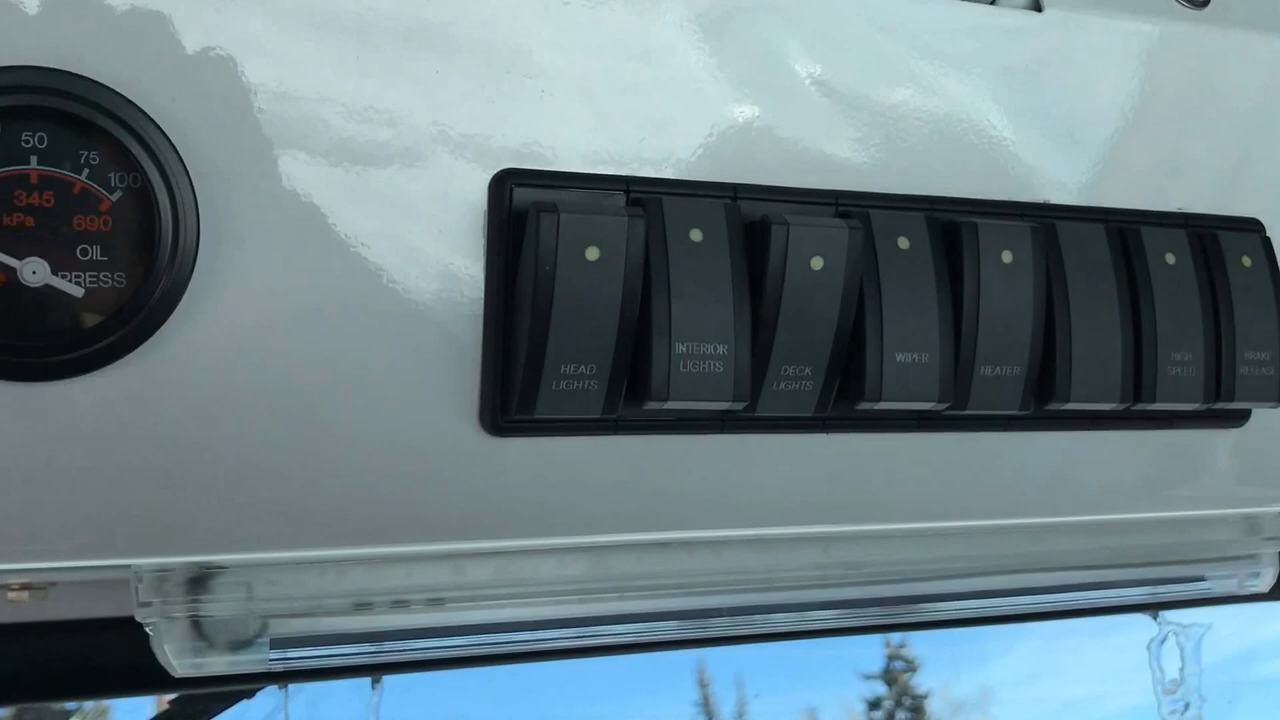 50
75
100
345
kPa
690
OIL
PRESS
HEAD
LIGHTS
INTERIOR
LIGHTS
DECK
LIGHTS
WIPER
HEATER
HIGH
SPEED
BRAKE
RELEASE